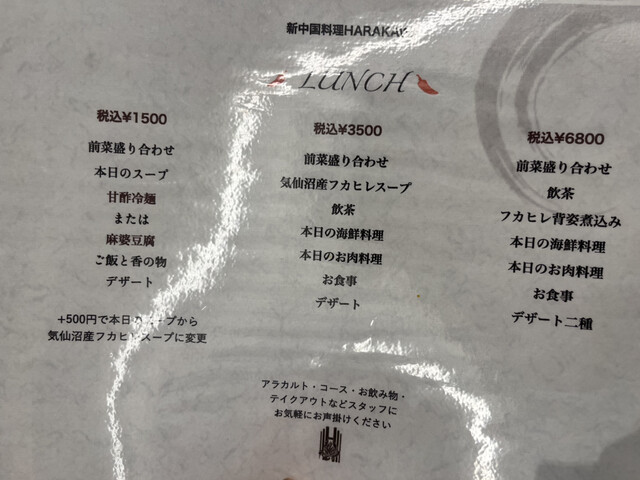 新中国料理HARAKAW
LUNCH
税込¥1500
前菜盛り合わせ
本日のスープ
甘酢冷麺
または
麻婆豆腐
ご飯と香の物
デザート
+500円で本日のスープから
気仙沼産フカヒレスープに変更
税込¥3500
前菜盛り合わせ
気仙沼産フカヒレスープ
飲茶
本日の海鮮料理
本日のお肉料理
お食事
デザート
税込¥6800
前菜盛り合わせ
飲茶
フカヒレ背姿煮込み
本日の海鮮料理
本日のお肉料理
お食事
デザート二種
アラカルト・コース・お飲み物・
テイクアウトなどスタッフに
お気軽にお声掛けください